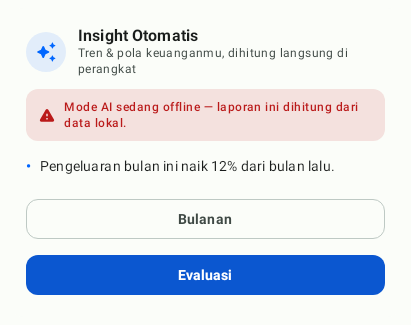 Insight Otomatis
Tren & pola keuanganmu, dihitung langsung di
perangkat
Mode AI sedang offline — laporan ini dihitung dari
data lokal.
• Pengeluaran bulan ini naik 12% dari bulan lalu.
Bulanan
Evaluasi